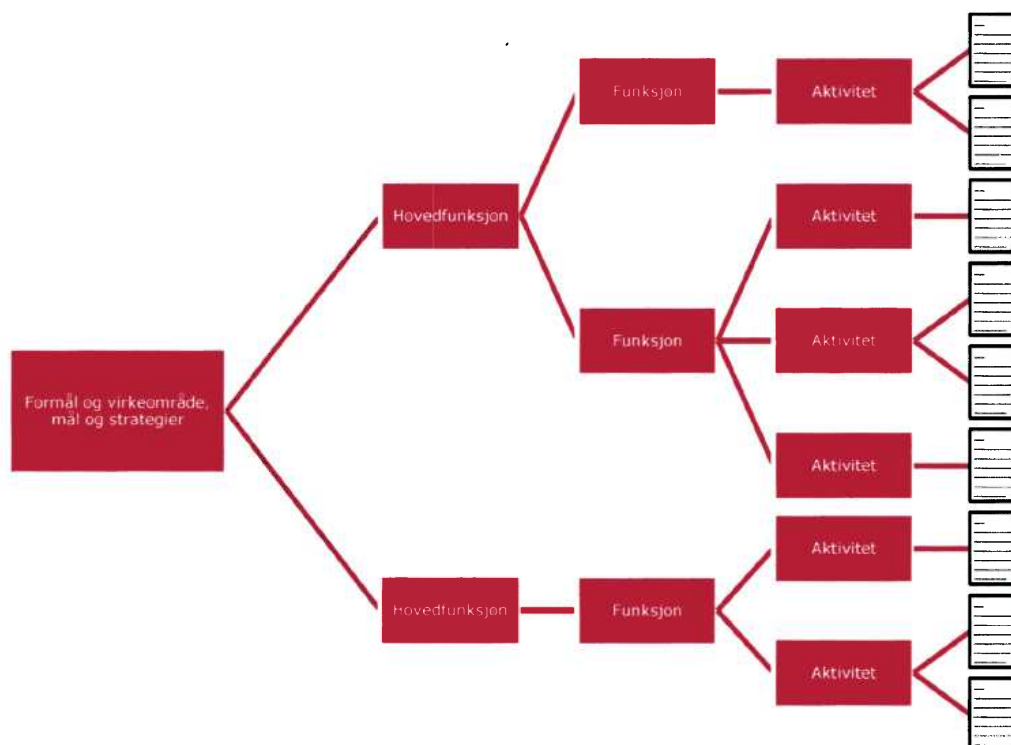 Funksjon
Aktivitet
Hovedfunksjon
Aktivitet
Funksjon
Aktivitet
Formål og virkeområde,
mål og strategier
Aktivitet
Aktivitet
Hovedfunksjon
Funksjon
Aktivitet